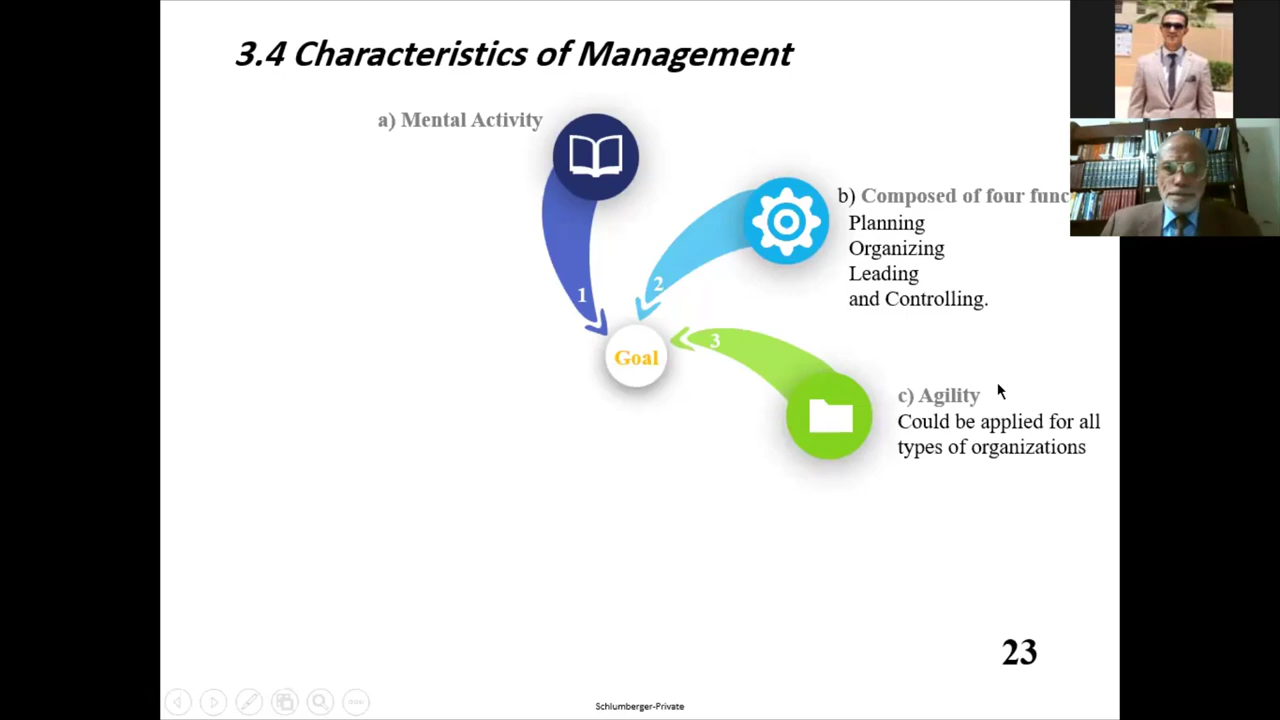 3.4 Characteristics of Management
a) Mental Activity
b) Composed of four func
Planning
Organizing
Leading
and Controlling.
1
2
3
Goal
c) Agility
Could be applied for all
types of organizations
23
Schlumberger-Private